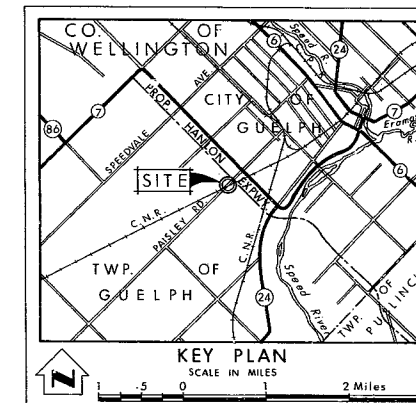 CO. OF
WELLINGTON
6
Speed R.
24
C.P.R.
7
86
SPEEDVALE AVE
PROP HANLON EXPWY.
CITY OF
GUELPH
7
Eramosa R.
6
SITE
C.N.R.
PAISLEY RD.
C.N.R.
TWP. OF
GUELPH
24
Speed River
TWP. OF
N
KEY PLAN
SCALE IN MILES
1 .5 0 1 2 Miles